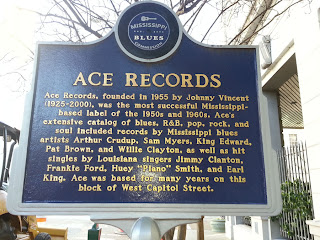 MISSISSIPPI
BLUES
COMMISSION
ACE RECORDS
Ace Records, founded in 1955 by Johnny Vincent
(1925-2000), was the most successful Mississippi-
based label of the 1950s and 1960s. Ace's
extensive catalog of blues, R&B, pop, rock, and
soul included records by Mississippi blues
artists Arthur Crudup, Sam Myers, King Edward,
Pat Brown, and Willie Clayton, as well as hit
singles by Louisiana singers Jimmy Clanton,
Frankie Ford, Huey "Piano" Smith, and Earl
King. Ace was based for many years on this
block of West Capitol Street.